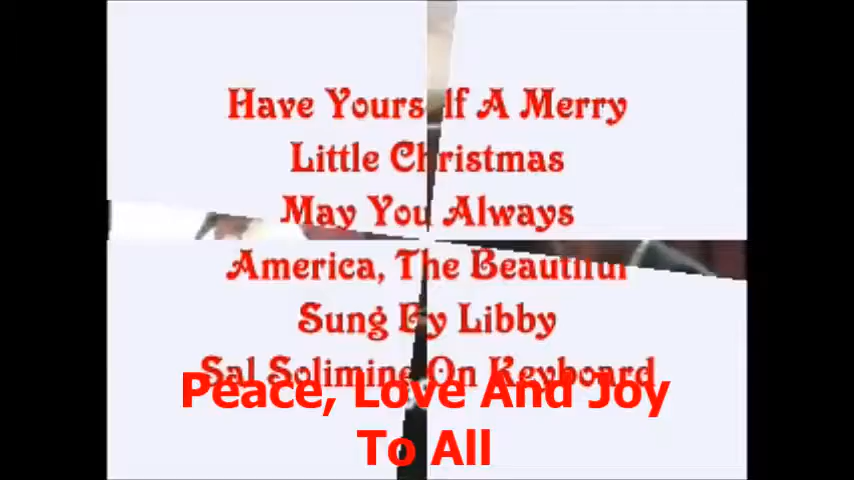 Have Yourself A Merry
Little Christmas
May You Always
America, The Beautiful
Sung By Libby
Sal Solimine On Keyboard
Peace, Love And Joy
To All